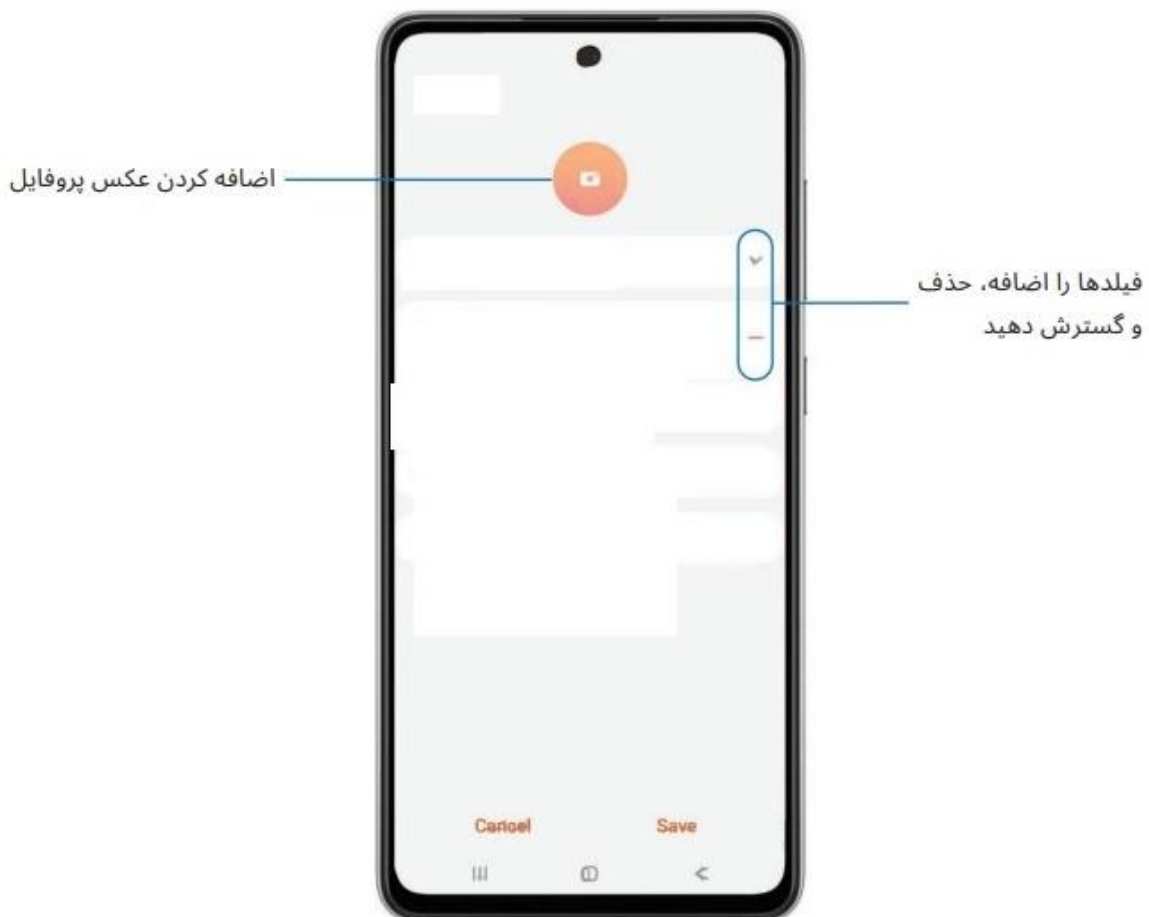 اضافه کردن عکس پروفایل
فیلدها را اضافه، حذف
و گسترش دهید
Cancel
Save